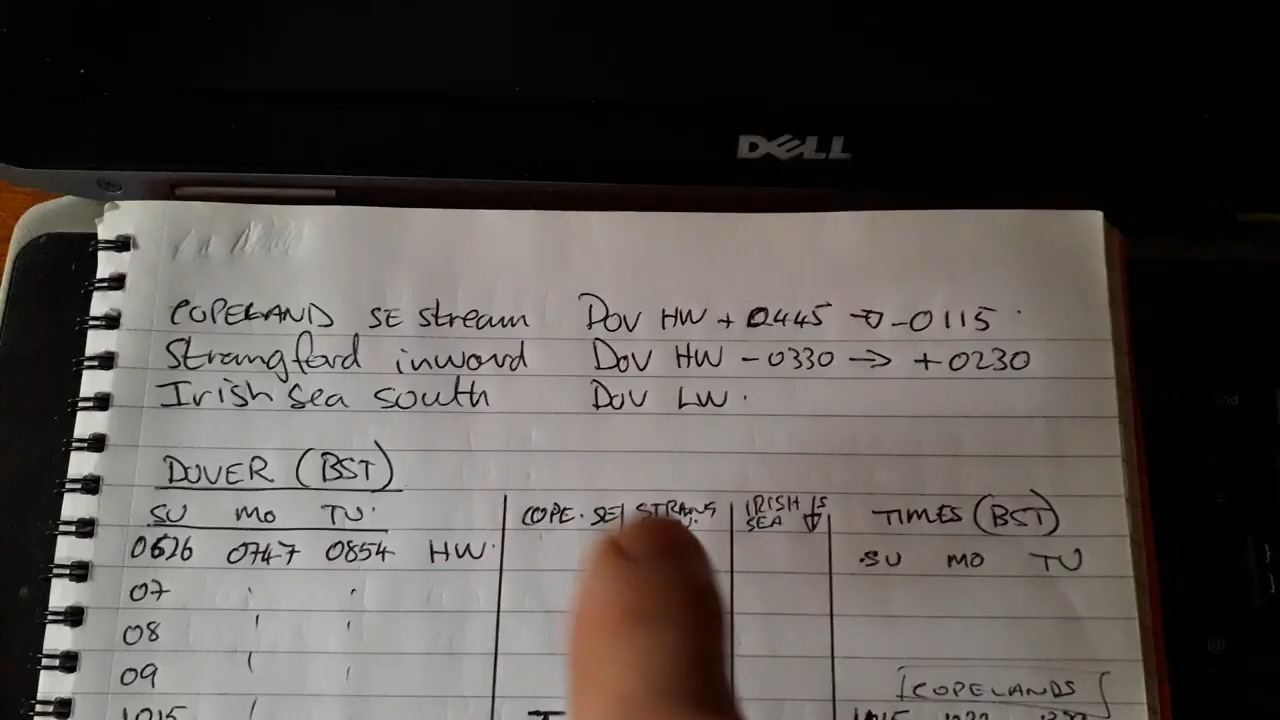 DELL
COPELAND SE stream DOV HW + 0445 → -0115
Strangford inward DOV HW - 0330 → + 0230
Irish Sea south DOV LW.
DOVER (BST)
SU MO TU. COPE. SE STRANG IRISH SEA ↓S TIMES (BST)
0626 0747 0854 HW. SU MO TU
07
08
09 COPELANDS
1015